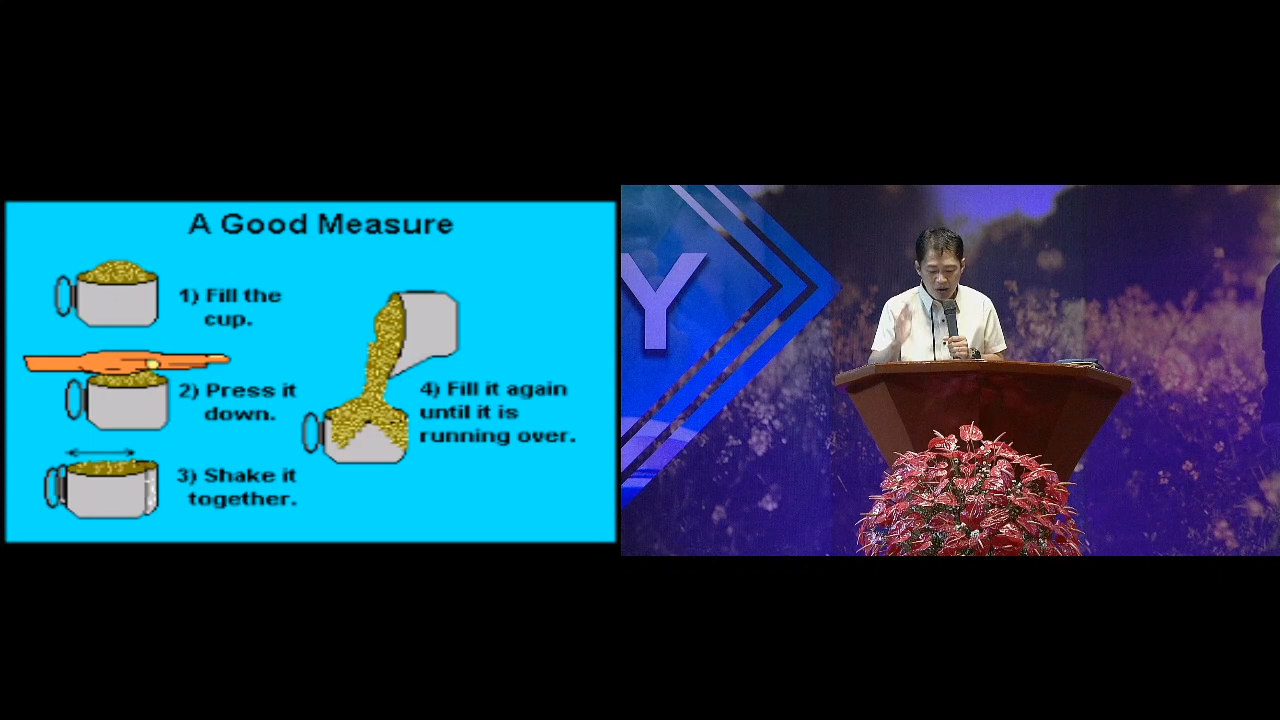 A Good Measure
1) Fill the
cup.
2) Press it
down.
3) Shake it
together.
4) Fill it again
until it is
running over.
Y